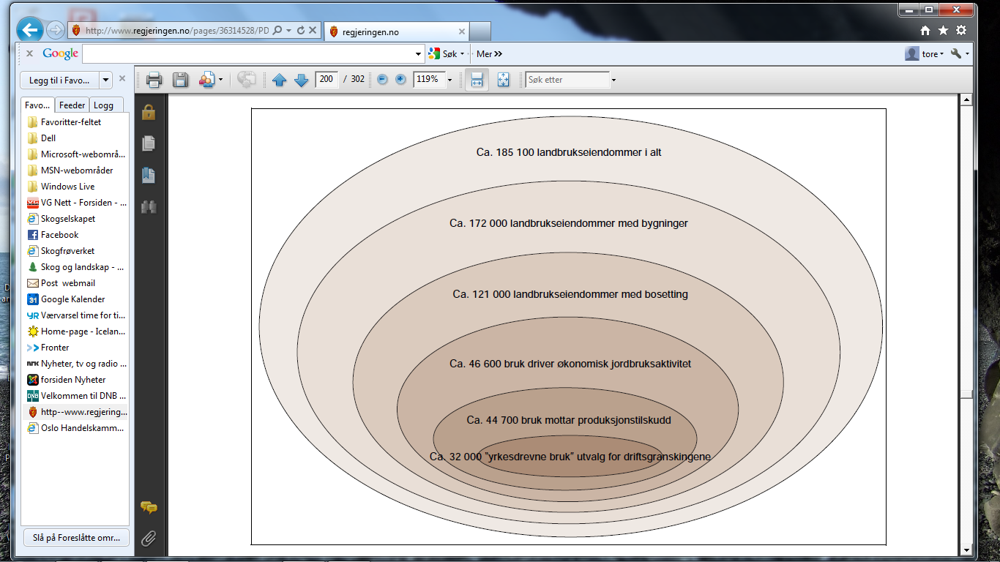 http://www.regjeringen.no/pages/36314528/PD
regjeringen.no
Google
Søk
Mer
tore
Legg til i Favo...
200 / 302
119%
Søk etter
Favo...
Feeder
Logg
Favoritter-feltet
Dell
Microsoft-webområ...
MSN-webområder
Windows Live
VG Nett - Forsiden - ...
Skogselskapet
Facebook
Skogfrøverket
Skog og landskap - ...
Post webmail
31
Google Kalender
YR
Værvarsel time for ti...
Home-page - Icelan...
Fronter
NRK
Nyheter, tv og radio ...
forsiden Nyheter
DNB
Velkommen til DNB ...
http--www.regjering...
Oslo Handelskamm...
Slå på Foreslåtte omr...
Ca. 185 100 landbrukseiendommer i alt
Ca. 172 000 landbrukseiendommer med bygninger
Ca. 121 000 landbrukseiendommer med bosetting
Ca. 46 600 bruk driver økonomisk jordbruksaktivitet
Ca. 44 700 bruk mottar produksjonstilskudd
Ca. 32 000 "yrkesdrevne bruk" utvalg for driftsgranskingene